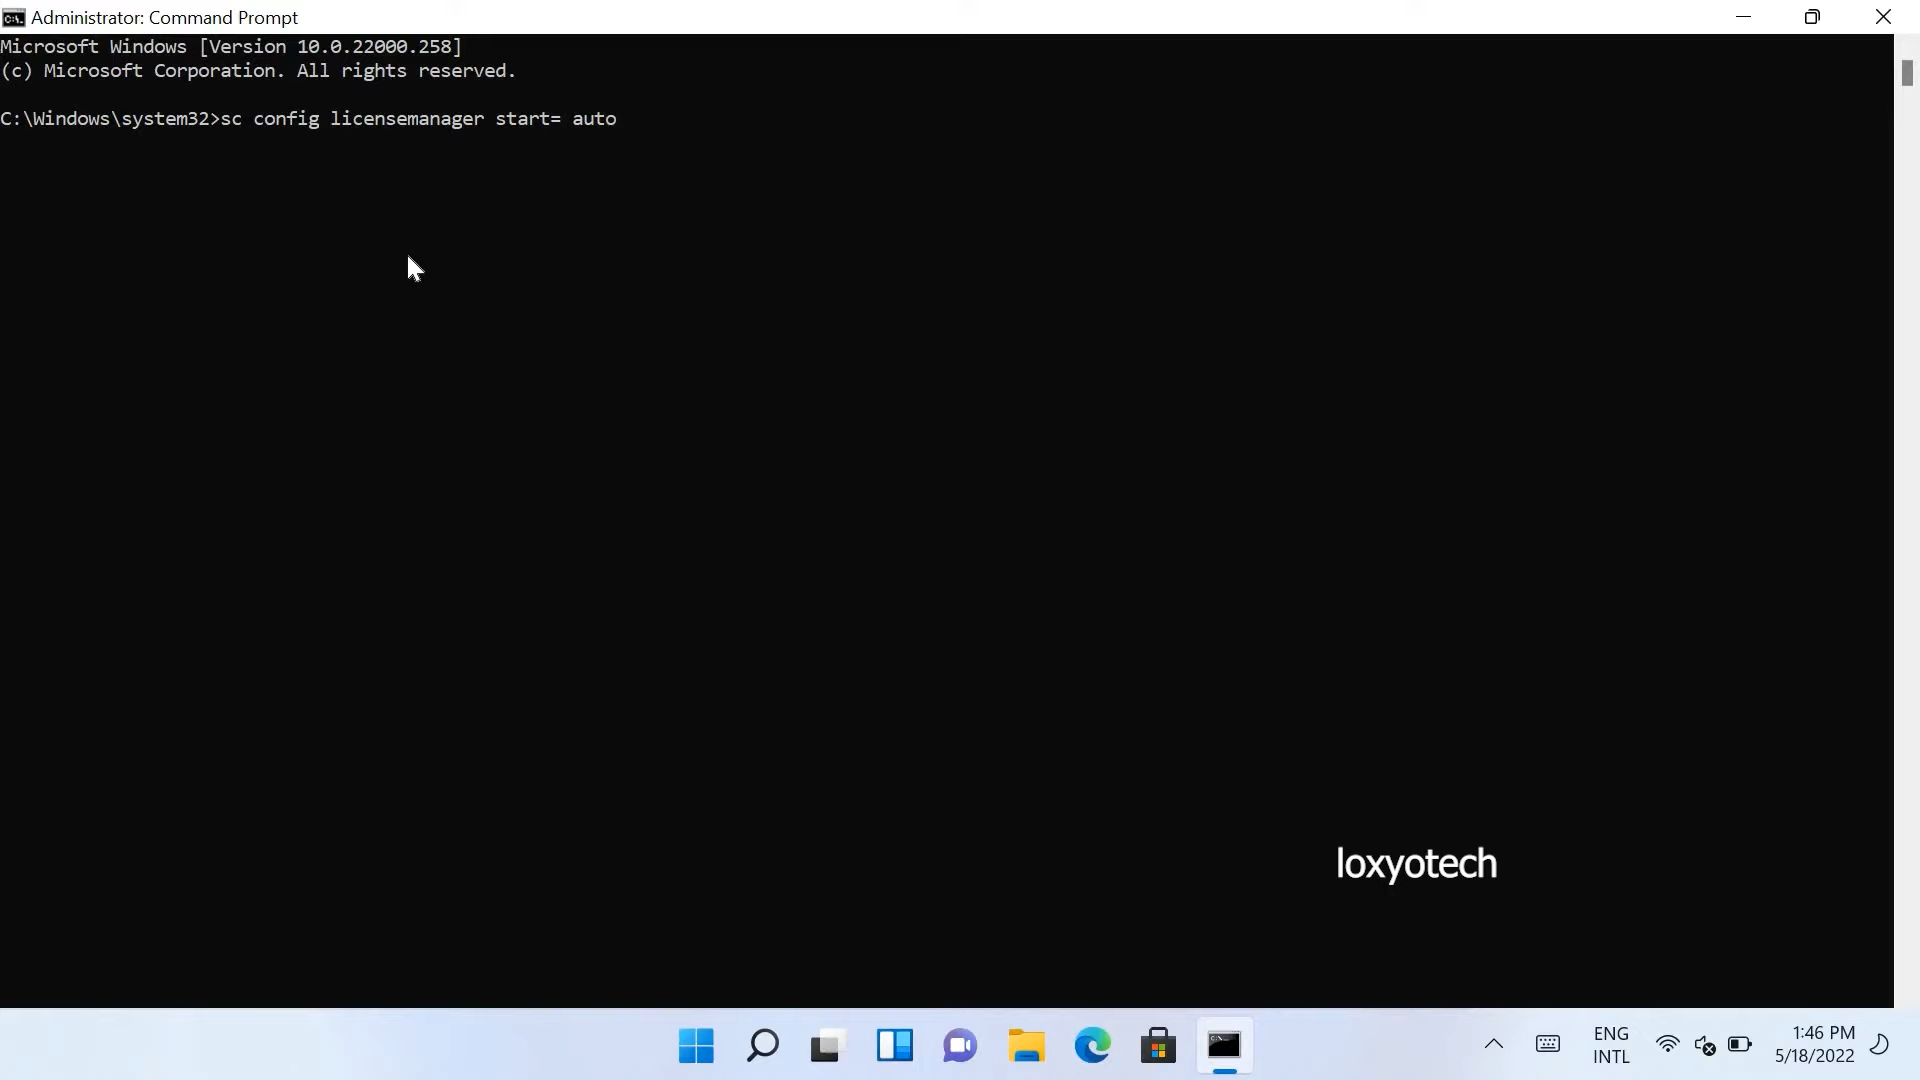 Administrator: Command Prompt
Microsoft Windows [Version 10.0.22000.258]
(c) Microsoft Corporation. All rights reserved.
C:\Windows\system32>sc config licensemanager start= auto
loxyotech
ENG
INTL
1:46 PM
5/18/2022